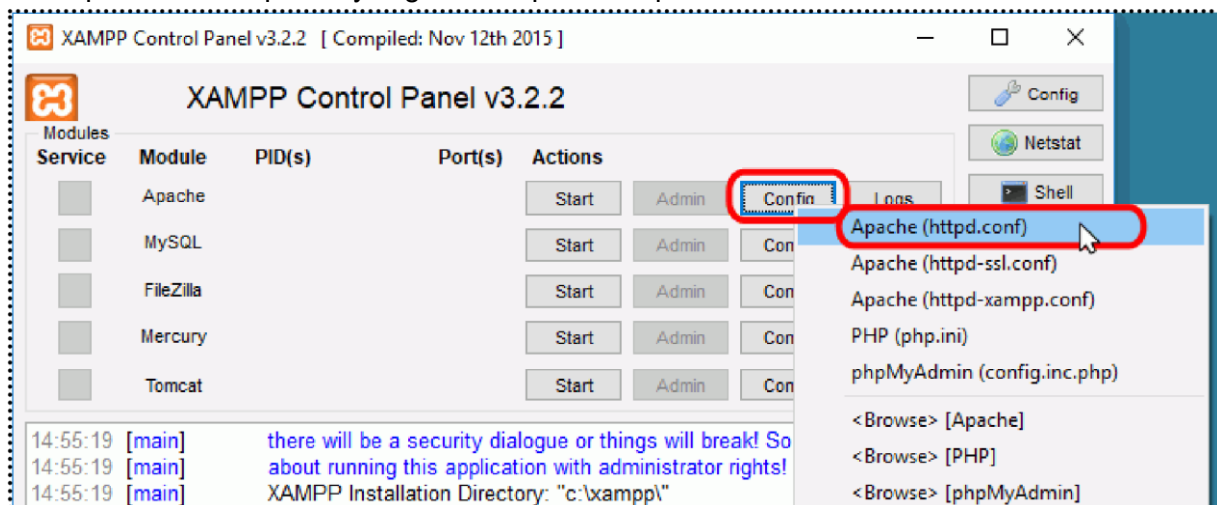 XAMPP Control Panel v3.2.2 [ Compiled: Nov 12th 2015 ]
XAMPP Control Panel v3.2.2
Config
Modules
Netstat
Service Module PID(s) Port(s) Actions
Apache Start Admin Config Logs Shell
Apache (httpd.conf)
MySQL Start Admin Con
Apache (httpd-ssl.conf)
FileZilla Start Admin Con
Apache (httpd-xampp.conf)
Mercury Start Admin Con
PHP (php.ini)
phpMyAdmin (config.inc.php)
Tomcat Start Admin Con
<Browse> [Apache]
14:55:19 [main] there will be a security dialogue or things will break! So
<Browse> [PHP]
14:55:19 [main] about running this application with administrator rights!
14:55:19 [main] XAMPP Installation Directory: "c:\xampp\"
<Browse> [phpMyAdmin]